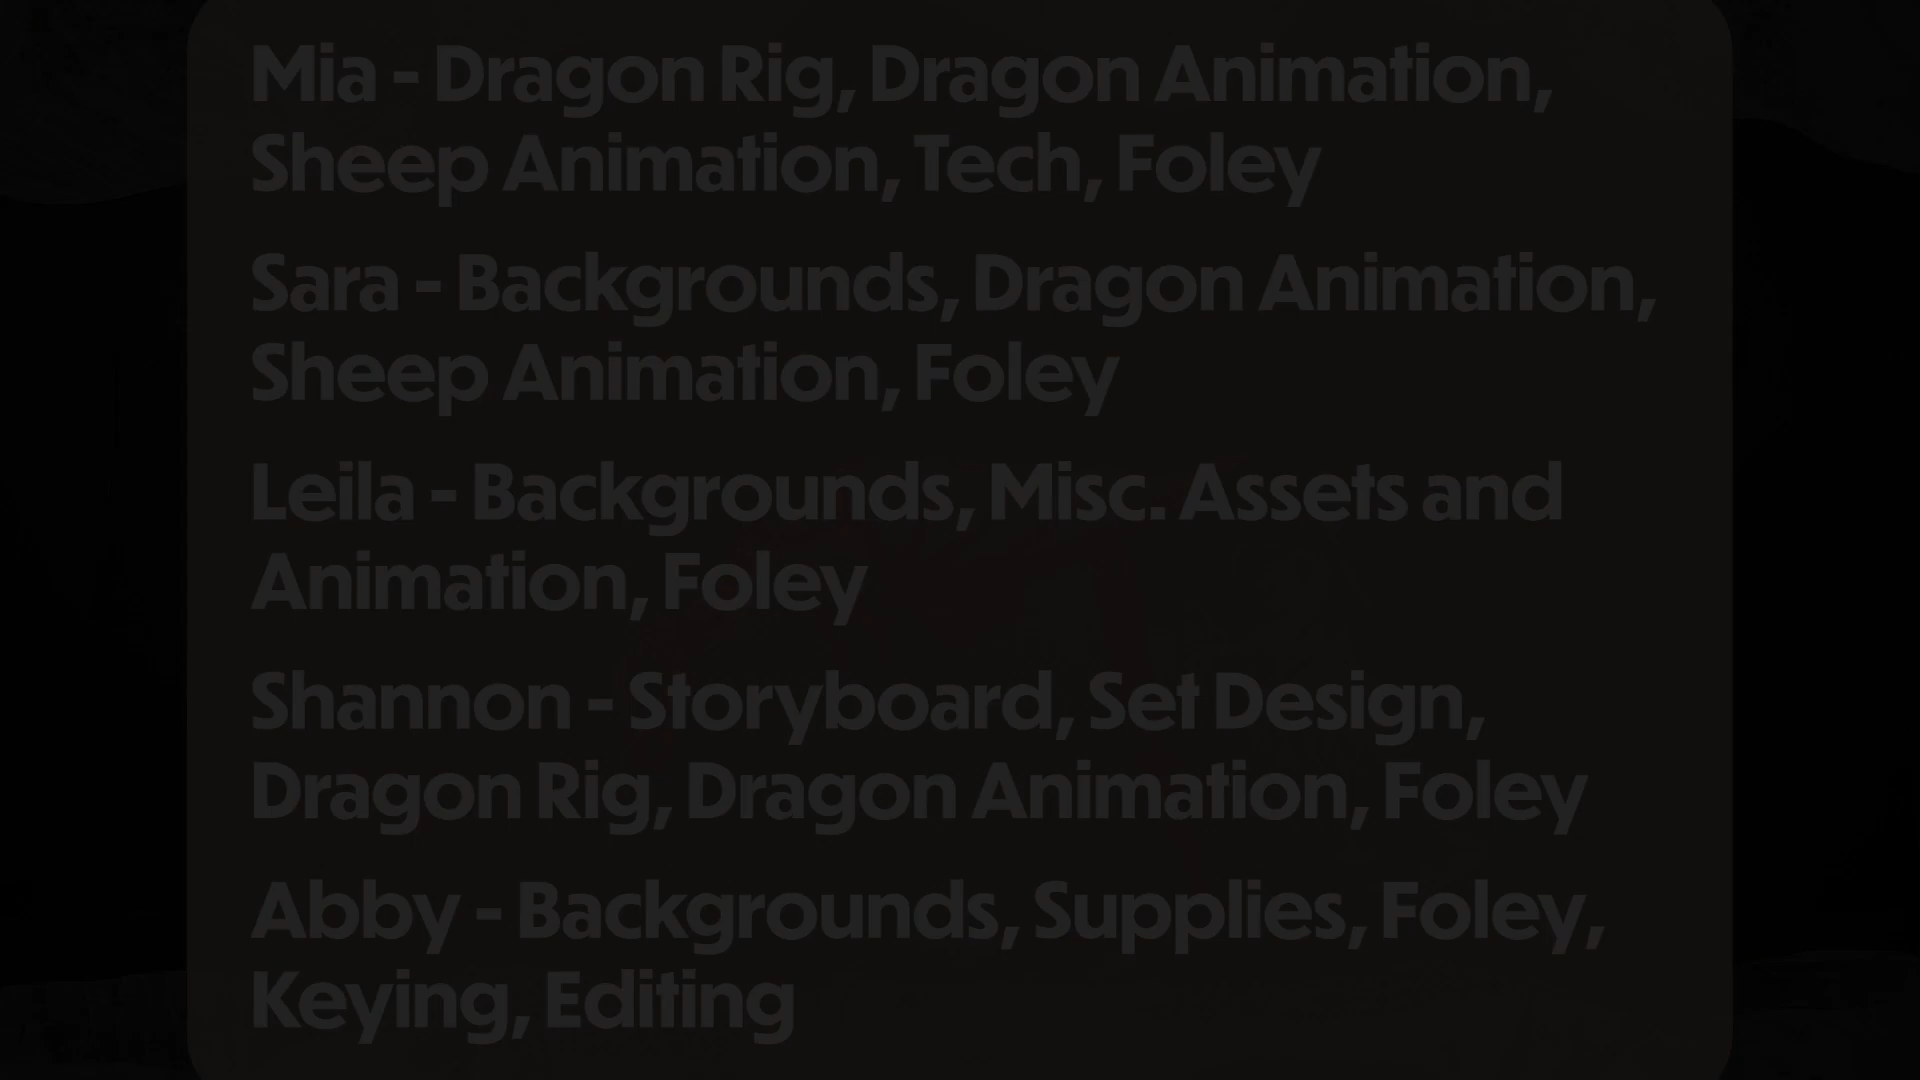 Mia - Dragon Rig, Dragon Animation,
Sheep Animation, Tech, Foley
Sara - Backgrounds, Dragon Animation,
Sheep Animation, Foley
Leila - Backgrounds, Misc. Assets and
Animation, Foley
Shannon - Storyboard, Set Design,
Dragon Rig, Dragon Animation, Foley
Abby - Backgrounds, Supplies, Foley,
Keying, Editing